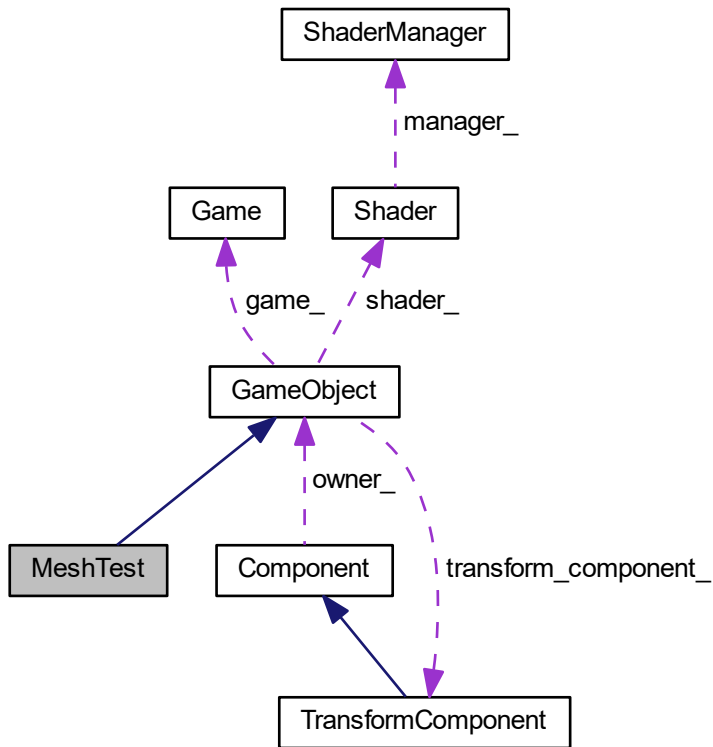 ShaderManager
manager_
Game
Shader
game_
shader_
GameObject
owner_
MeshTest
Component
transform_component_
TransformComponent